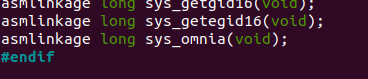 asmlinkage long sys_getgid16(void);
asmlinkage long sys_getegid16(void);
asmlinkage long sys_omnia(void);
#endif